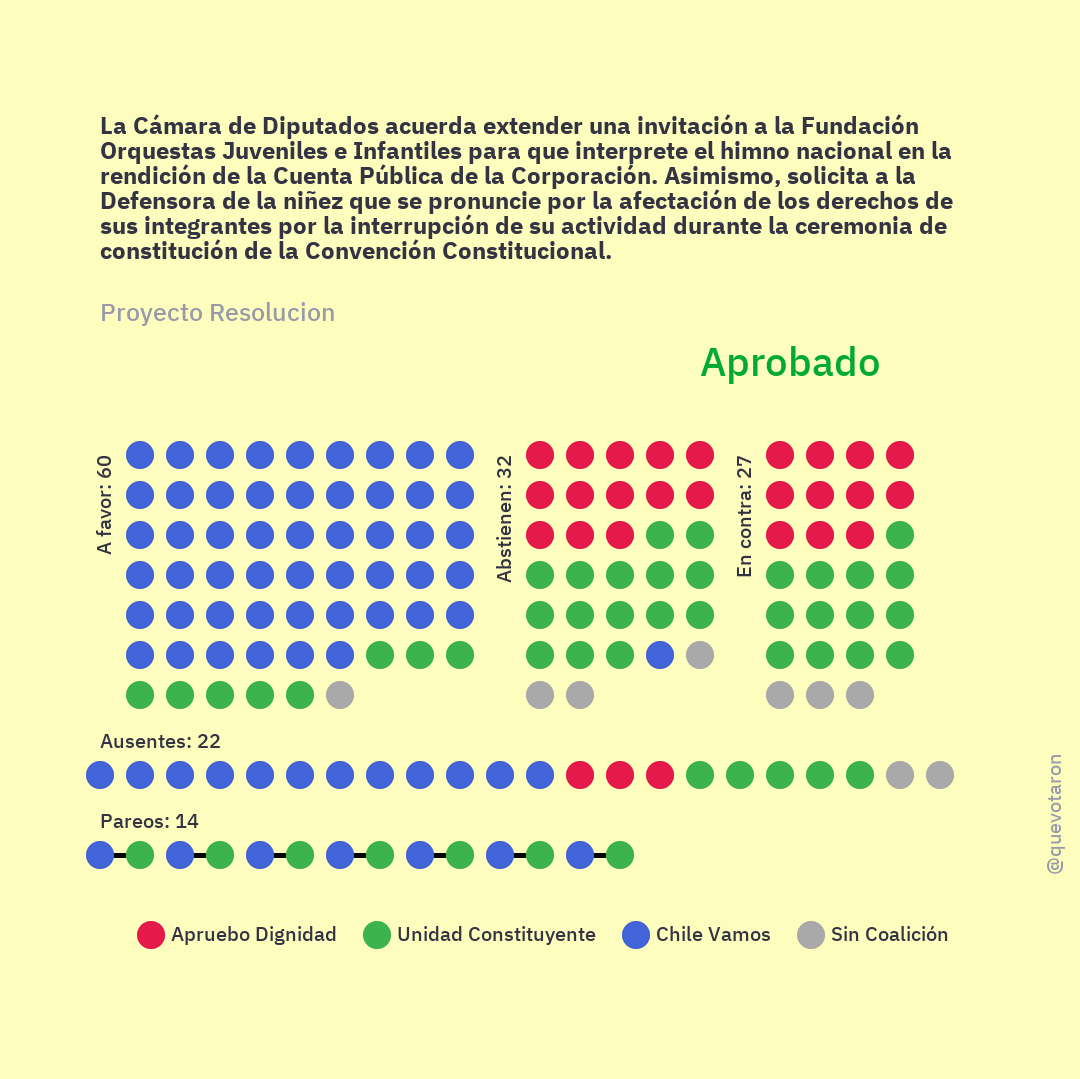 La Cámara de Diputados acuerda extender una invitación a la Fundación
Orquestas Juveniles e Infantiles para que interprete el himno nacional en la
rendición de la Cuenta Pública de la Corporación. Asimismo, solicita a la
Defensora de la niñez que se pronuncie por la afectación de los derechos de
sus integrantes por la interrupción de su actividad durante la ceremonia de
constitución de la Convención Constitucional.
Proyecto Resolucion
Aprobado
A favor: 60
Abstienen: 32
En contra: 27
Ausentes: 22
Pareos: 14
@quevotaron
Apruebo Dignidad
Unidad Constituyente
Chile Vamos
Sin Coalición